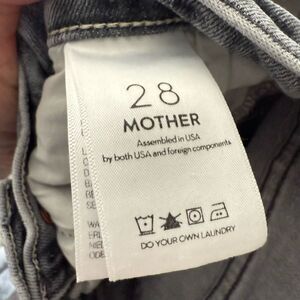 28
MOTHER
Assembled in USA
by both USA and foreign components
DO YOUR OWN LAUNDRY